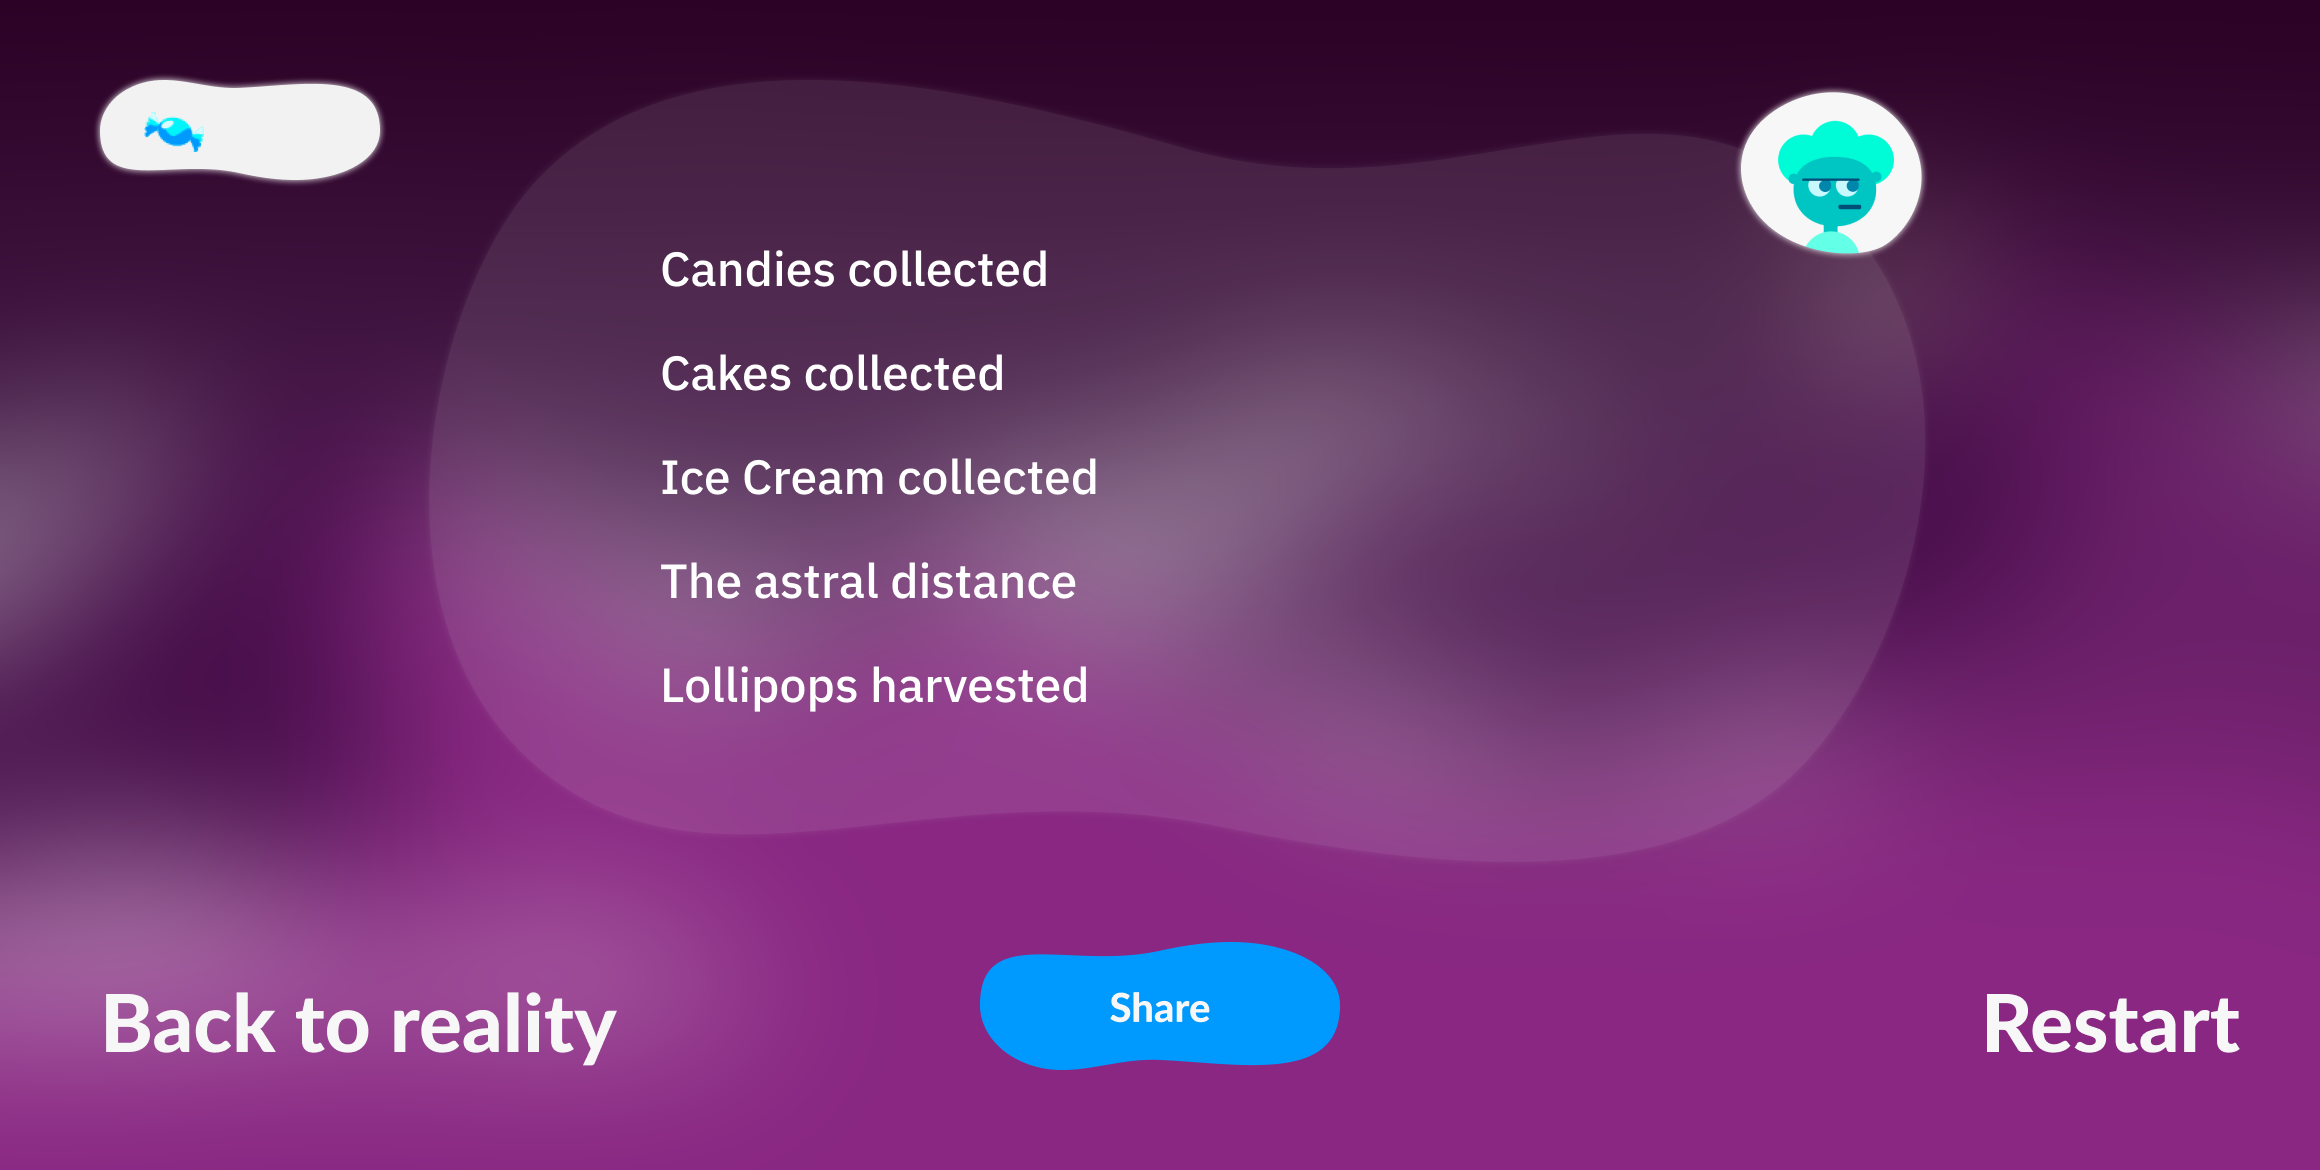 Candies collected
Cakes collected
Ice Cream collected
The astral distance
Lollipops harvested
Back to reality
Share
Restart